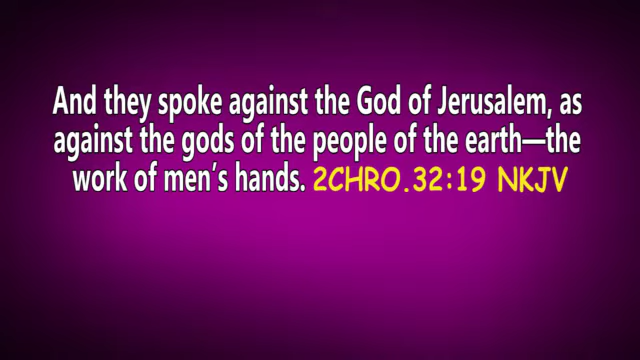 And they spoke against the God of Jerusalem, as
against the gods of the people of the earth—the
work of men’s hands. 2CHRO.32:19 NKJV